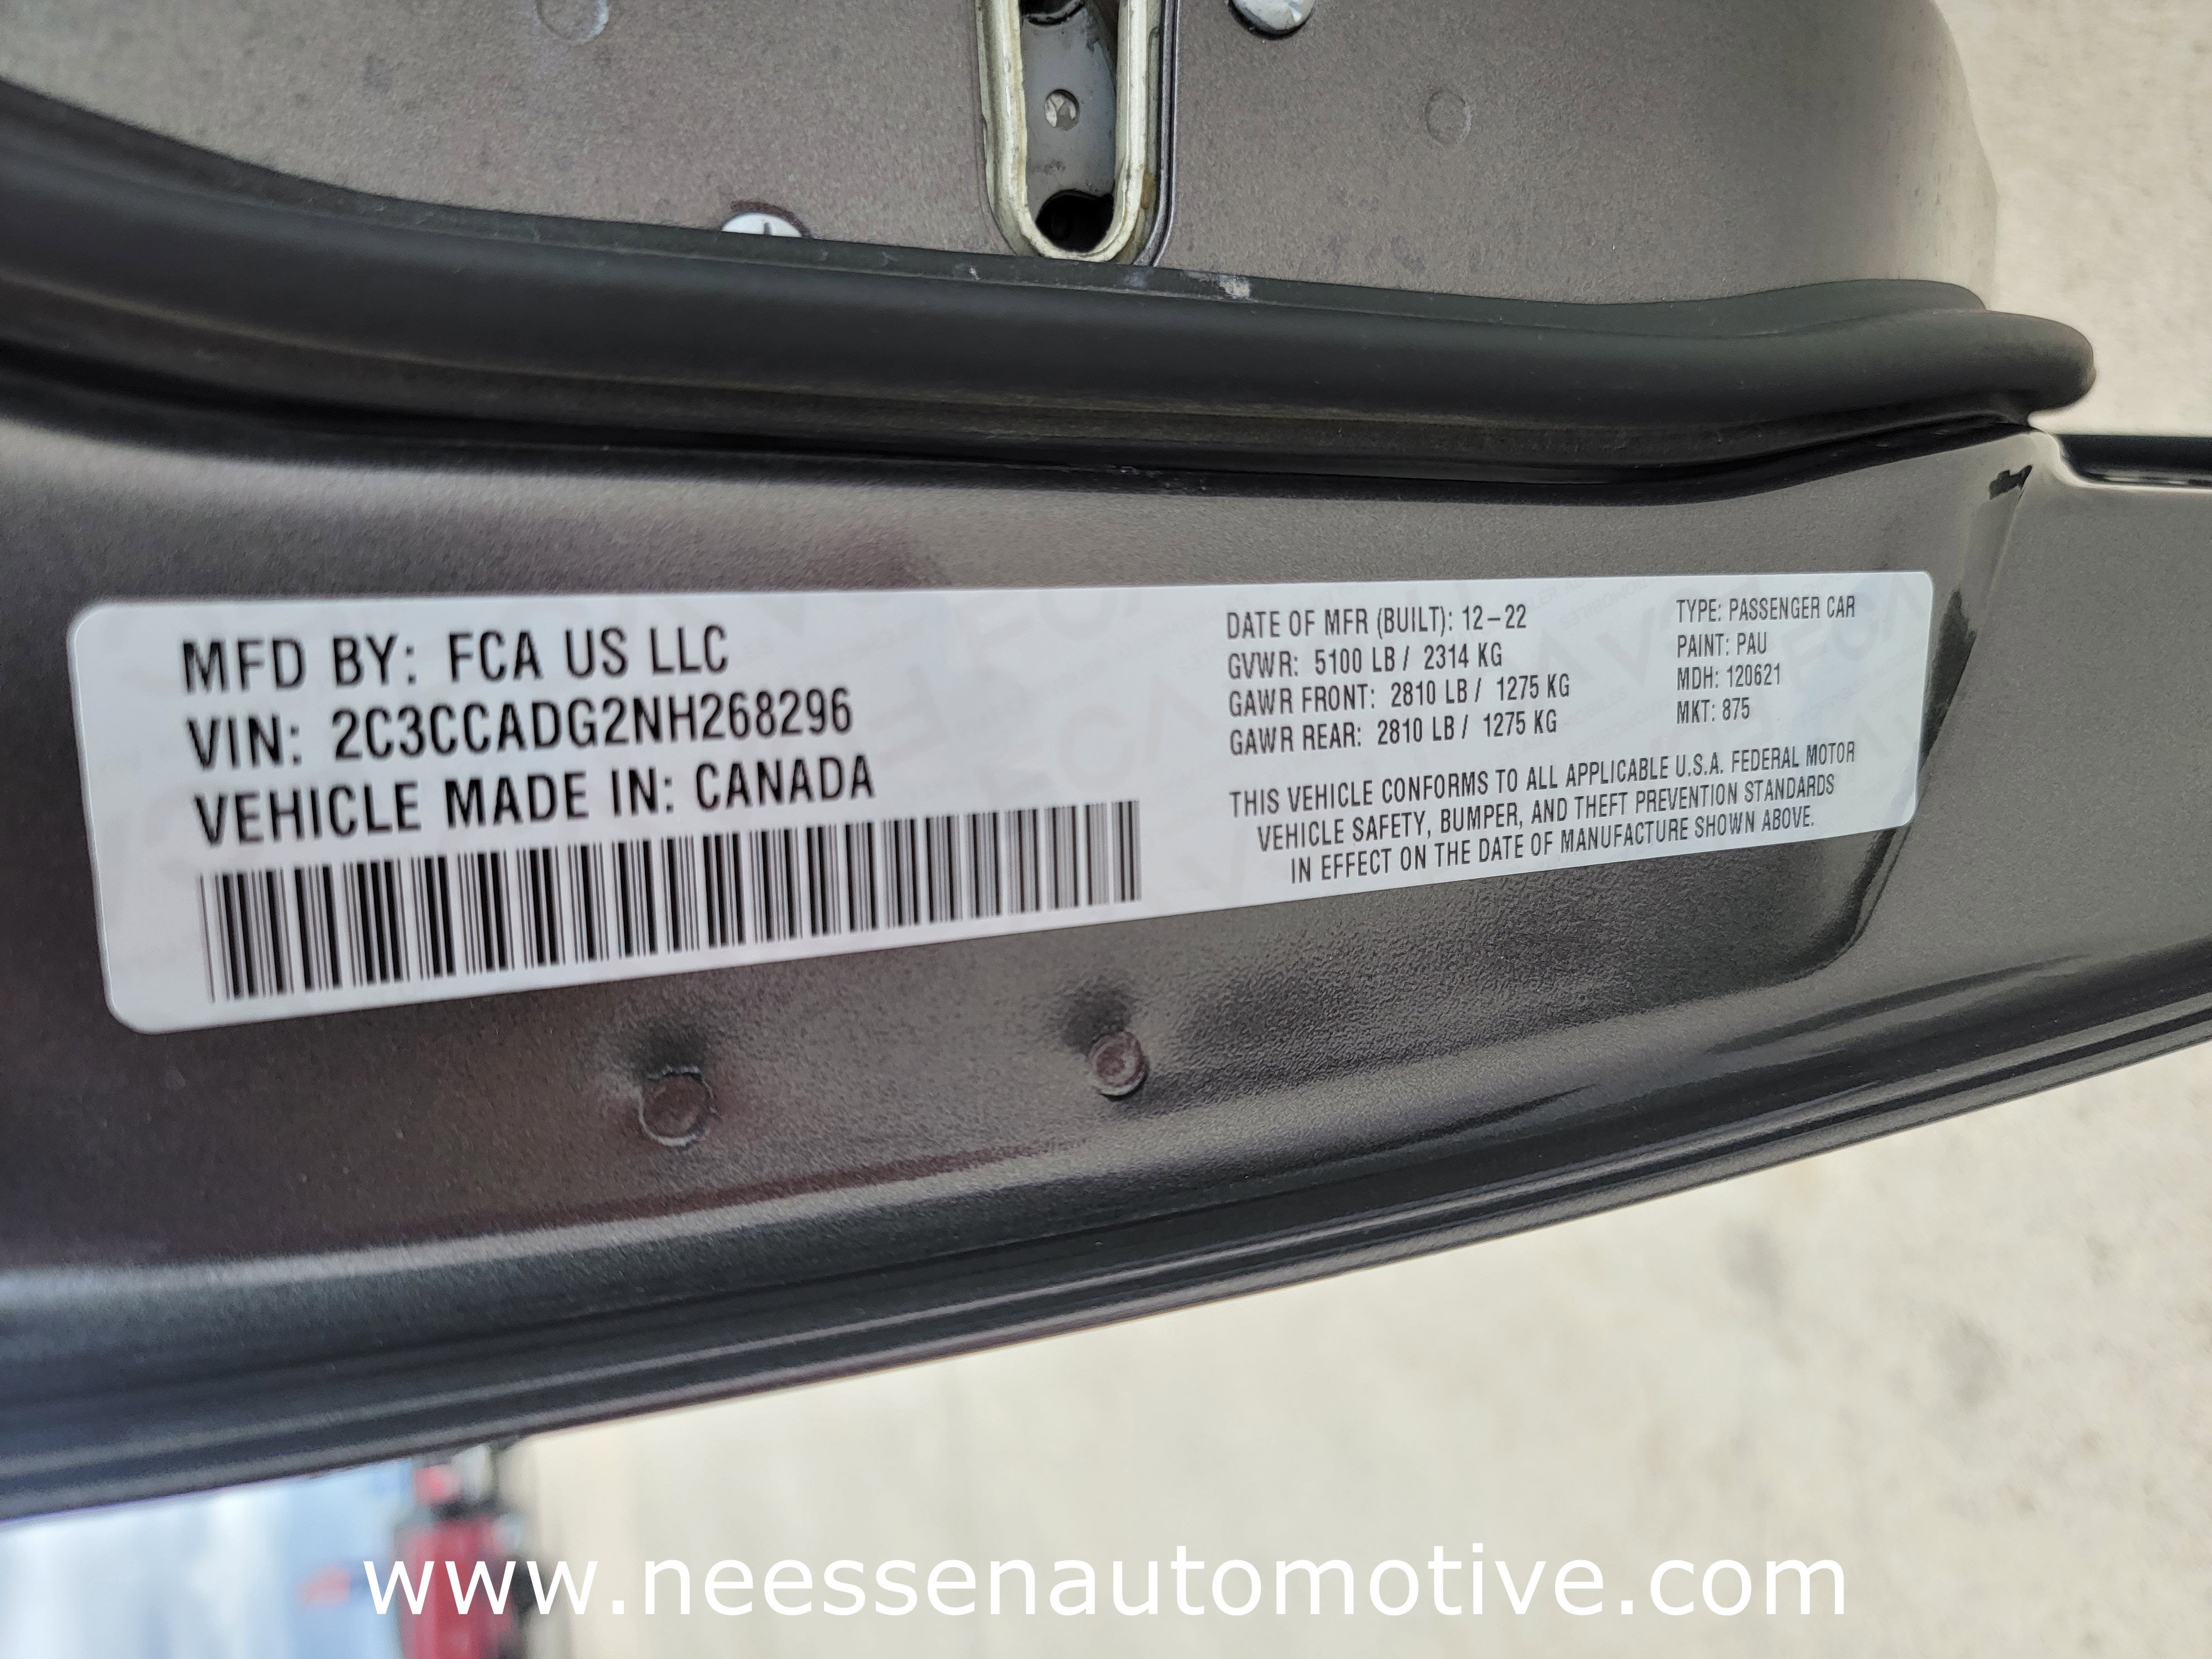 MFD BY: FCA US LLC
VIN: 2C3CCADG2NH268296
VEHICLE MADE IN: CANADA
DATE OF MFR (BUILT): 12-22
GVWR: 5100 LB / 2314 KG
GAWR FRONT: 2810 LB / 1275 KG
GAWR REAR: 2810 LB / 1275 KG
TYPE: PASSENGER CAR
PAINT: PAU
MDH: 120621
MKT: 875
THIS VEHICLE CONFORMS TO ALL APPLICABLE U.S.A. FEDERAL MOTOR
VEHICLE SAFETY, BUMPER, AND THEFT PREVENTION STANDARDS
IN EFFECT ON THE DATE OF MANUFACTURE SHOWN ABOVE.
www.neessenautomotive.com